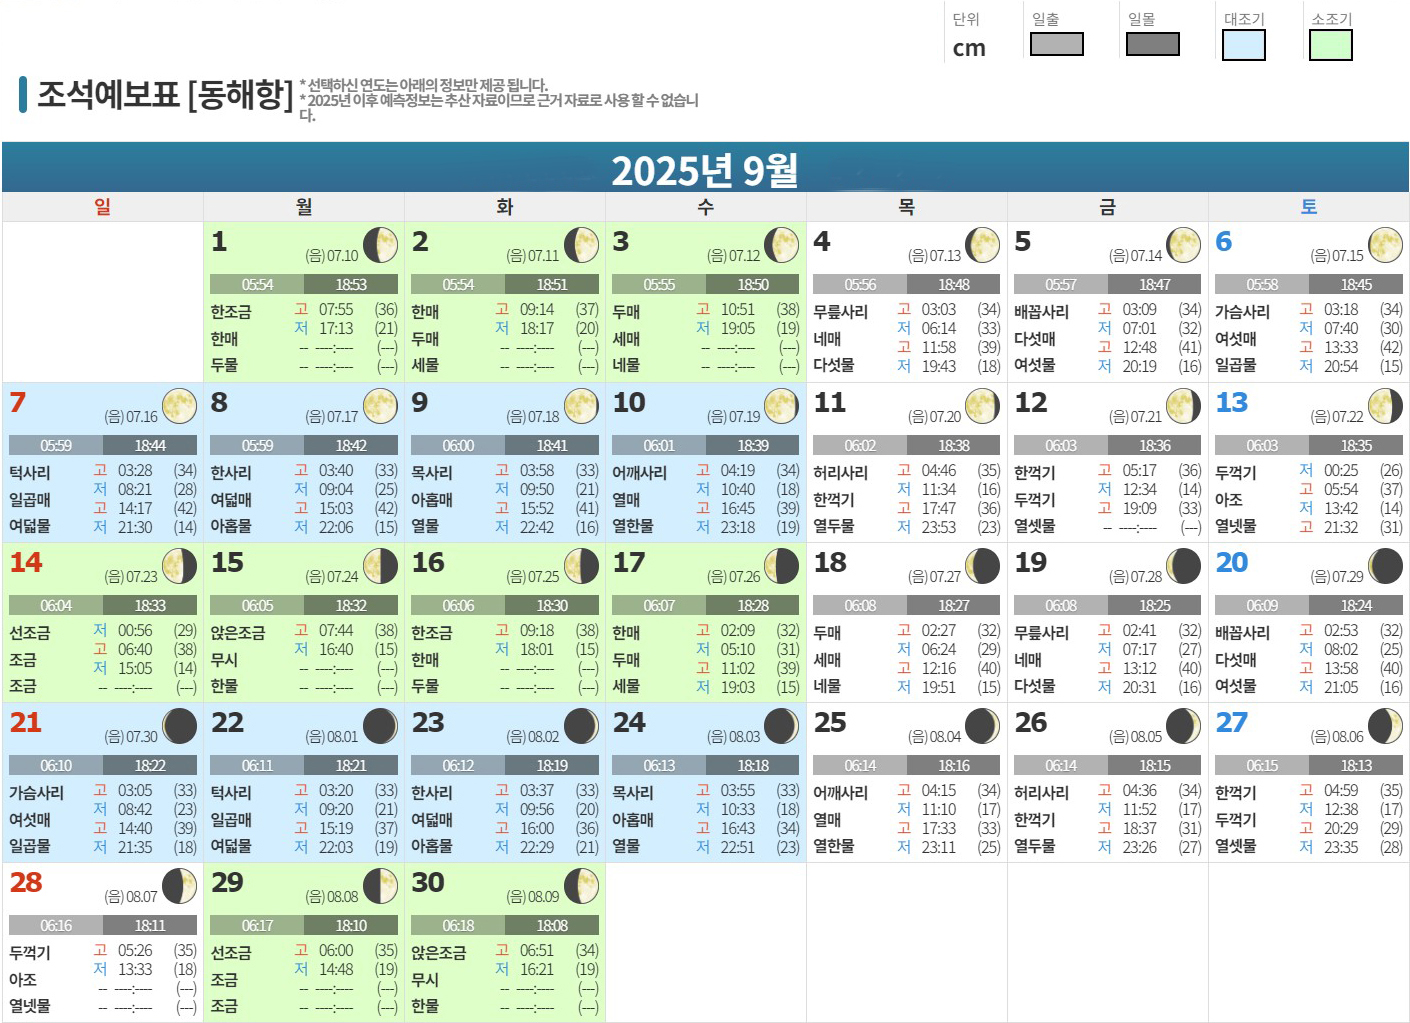 단위 일출 일몰 대조기 소조기
cm
조석예보표 [동해항]
* 선택하신 연도는 아래의 정보만 제공 됩니다.
* 2025년 이후 예측정보는 추산 자료이므로 근거 자료로 사용 할 수 없습니
다.
2025년 9월
일 월 화 수 목 금 토
1 (음) 07.10
05:54 18:53
한조금 고 07:55 (36)
저 17:13 (21)
한매 -- ----:---- (---)
두물 -- ----:---- (---)
2 (음) 07.11
05:54 18:51
한매 고 09:14 (37)
저 18:17 (20)
두매 -- ----:---- (---)
세물 -- ----:---- (---)
3 (음) 07.12
05:55 18:50
두매 고 10:51 (38)
저 19:05 (19)
세매 -- ----:---- (---)
네물 -- ----:---- (---)
4 (음) 07.13
05:56 18:48
무릎사리 고 03:03 (34)
저 06:14 (33)
네매 고 11:58 (39)
다섯물 저 19:43 (18)
5 (음) 07.14
05:57 18:47
배꼽사리 고 03:09 (34)
저 07:01 (32)
다섯매 고 12:48 (41)
여섯물 저 20:19 (16)
6 (음) 07.15
05:58 18:45
가슴사리 고 03:18 (34)
저 07:40 (30)
여섯매 고 13:33 (42)
일곱물 저 20:54 (15)
7 (음) 07.16
05:59 18:44
턱사리 고 03:28 (34)
저 08:21 (28)
일곱매 고 14:17 (42)
여덟물 저 21:30 (14)
8 (음) 07.17
05:59 18:42
한사리 고 03:40 (33)
저 09:04 (25)
여덟매 고 15:03 (42)
아홉물 저 22:06 (15)
9 (음) 07.18
06:00 18:41
목사리 고 03:58 (33)
저 09:50 (21)
아홉매 고 15:52 (41)
열물 저 22:42 (16)
10 (음) 07.19
06:01 18:39
어깨사리 고 04:19 (34)
저 10:40 (18)
열매 고 16:45 (39)
열한물 저 23:18 (19)
11 (음) 07.20
06:02 18:38
허리사리 고 04:46 (35)
저 11:34 (16)
한꺽기 고 17:47 (36)
열두물 저 23:53 (23)
12 (음) 07.21
06:03 18:36
한꺽기 고 05:17 (36)
저 12:34 (14)
두꺽기 고 19:09 (33)
열셋물 -- ----:---- (---)
13 (음) 07.22
06:03 18:35
두꺽기 저 00:25 (26)
고 05:54 (37)
아조 저 13:42 (14)
열넷물 고 21:32 (31)
14 (음) 07.23
06:04 18:33
선조금 저 00:56 (29)
고 06:40 (38)
조금 저 15:05 (14)
조금 -- ----:---- (---)
15 (음) 07.24
06:05 18:32
앉은조금 고 07:44 (38)
저 16:40 (15)
무시 -- ----:---- (---)
한물 -- ----:---- (---)
16 (음) 07.25
06:06 18:30
한조금 고 09:18 (38)
저 18:01 (15)
한매 -- ----:---- (---)
두물 -- ----:---- (---)
17 (음) 07.26
06:07 18:28
한매 고 02:09 (32)
저 05:10 (31)
두매 고 11:02 (39)
세물 저 19:03 (15)
18 (음) 07.27
06:08 18:27
두매 고 02:27 (32)
저 06:24 (29)
세매 고 12:16 (40)
네물 저 19:51 (15)
19 (음) 07.28
06:08 18:25
무릎사리 고 02:41 (32)
저 07:17 (27)
네매 고 13:12 (40)
다섯물 저 20:31 (16)
20 (음) 07.29
06:09 18:24
배꼽사리 고 02:53 (32)
저 08:02 (25)
다섯매 고 13:58 (40)
여섯물 저 21:05 (16)
21 (음) 07.30
06:10 18:22
가슴사리 고 03:05 (33)
저 08:42 (23)
여섯매 고 14:40 (39)
일곱물 저 21:35 (18)
22 (음) 08.01
06:11 18:21
턱사리 고 03:20 (33)
저 09:20 (21)
일곱매 고 15:19 (37)
여덟물 저 22:03 (19)
23 (음) 08.02
06:12 18:19
한사리 고 03:37 (33)
저 09:56 (20)
여덟매 고 16:00 (36)
아홉물 저 22:29 (21)
24 (음) 08.03
06:13 18:18
목사리 고 03:55 (33)
저 10:33 (18)
아홉매 고 16:43 (34)
열물 저 22:51 (23)
25 (음) 08.04
06:14 18:16
어깨사리 고 04:15 (34)
저 11:10 (17)
열매 고 17:33 (33)
열한물 저 23:11 (25)
26 (음) 08.05
06:14 18:15
허리사리 고 04:36 (34)
저 11:52 (17)
한꺽기 고 18:37 (31)
열두물 저 23:26 (27)
27 (음) 08.06
06:15 18:13
한꺽기 고 04:59 (35)
저 12:38 (17)
두꺽기 고 20:29 (29)
열셋물 저 23:35 (28)
28 (음) 08.07
06:16 18:11
두꺽기 고 05:26 (35)
저 13:33 (18)
아조 -- ----:---- (---)
열넷물 -- ----:---- (---)
29 (음) 08.08
06:17 18:10
선조금 고 06:00 (35)
저 14:48 (19)
조금 -- ----:---- (---)
조금 -- ----:---- (---)
30 (음) 08.09
06:18 18:08
앉은조금 고 06:51 (34)
저 16:21 (19)
무시 -- ----:---- (---)
한물 -- ----:---- (---)